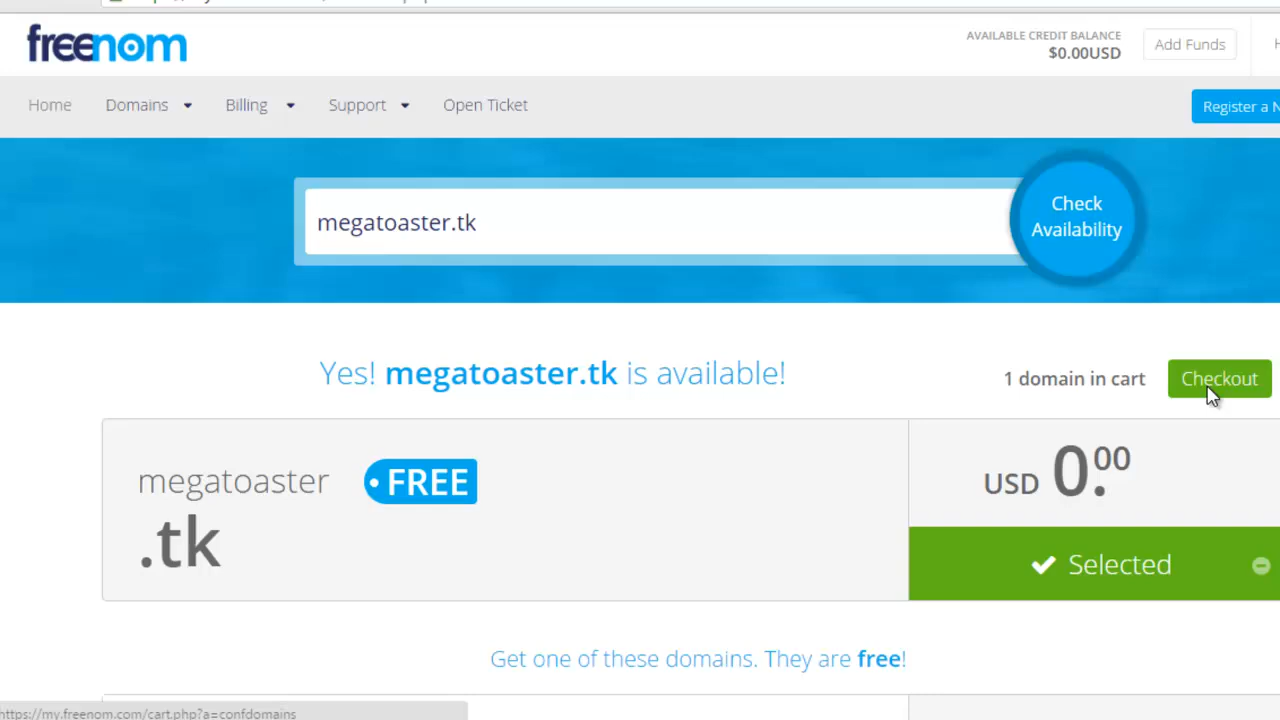 freenom
AVAILABLE CREDIT BALANCE
$0.00USD
Add Funds
Home
Domains
Billing
Support
Open Ticket
Register a N
megatoaster.tk
Check
Availability
Yes! megatoaster.tk is available!
1 domain in cart
Checkout
megatoaster
FREE
.tk
USD 0.00
Selected
Get one of these domains. They are free!
https://my.freenom.com/cart.php?a=confdomains